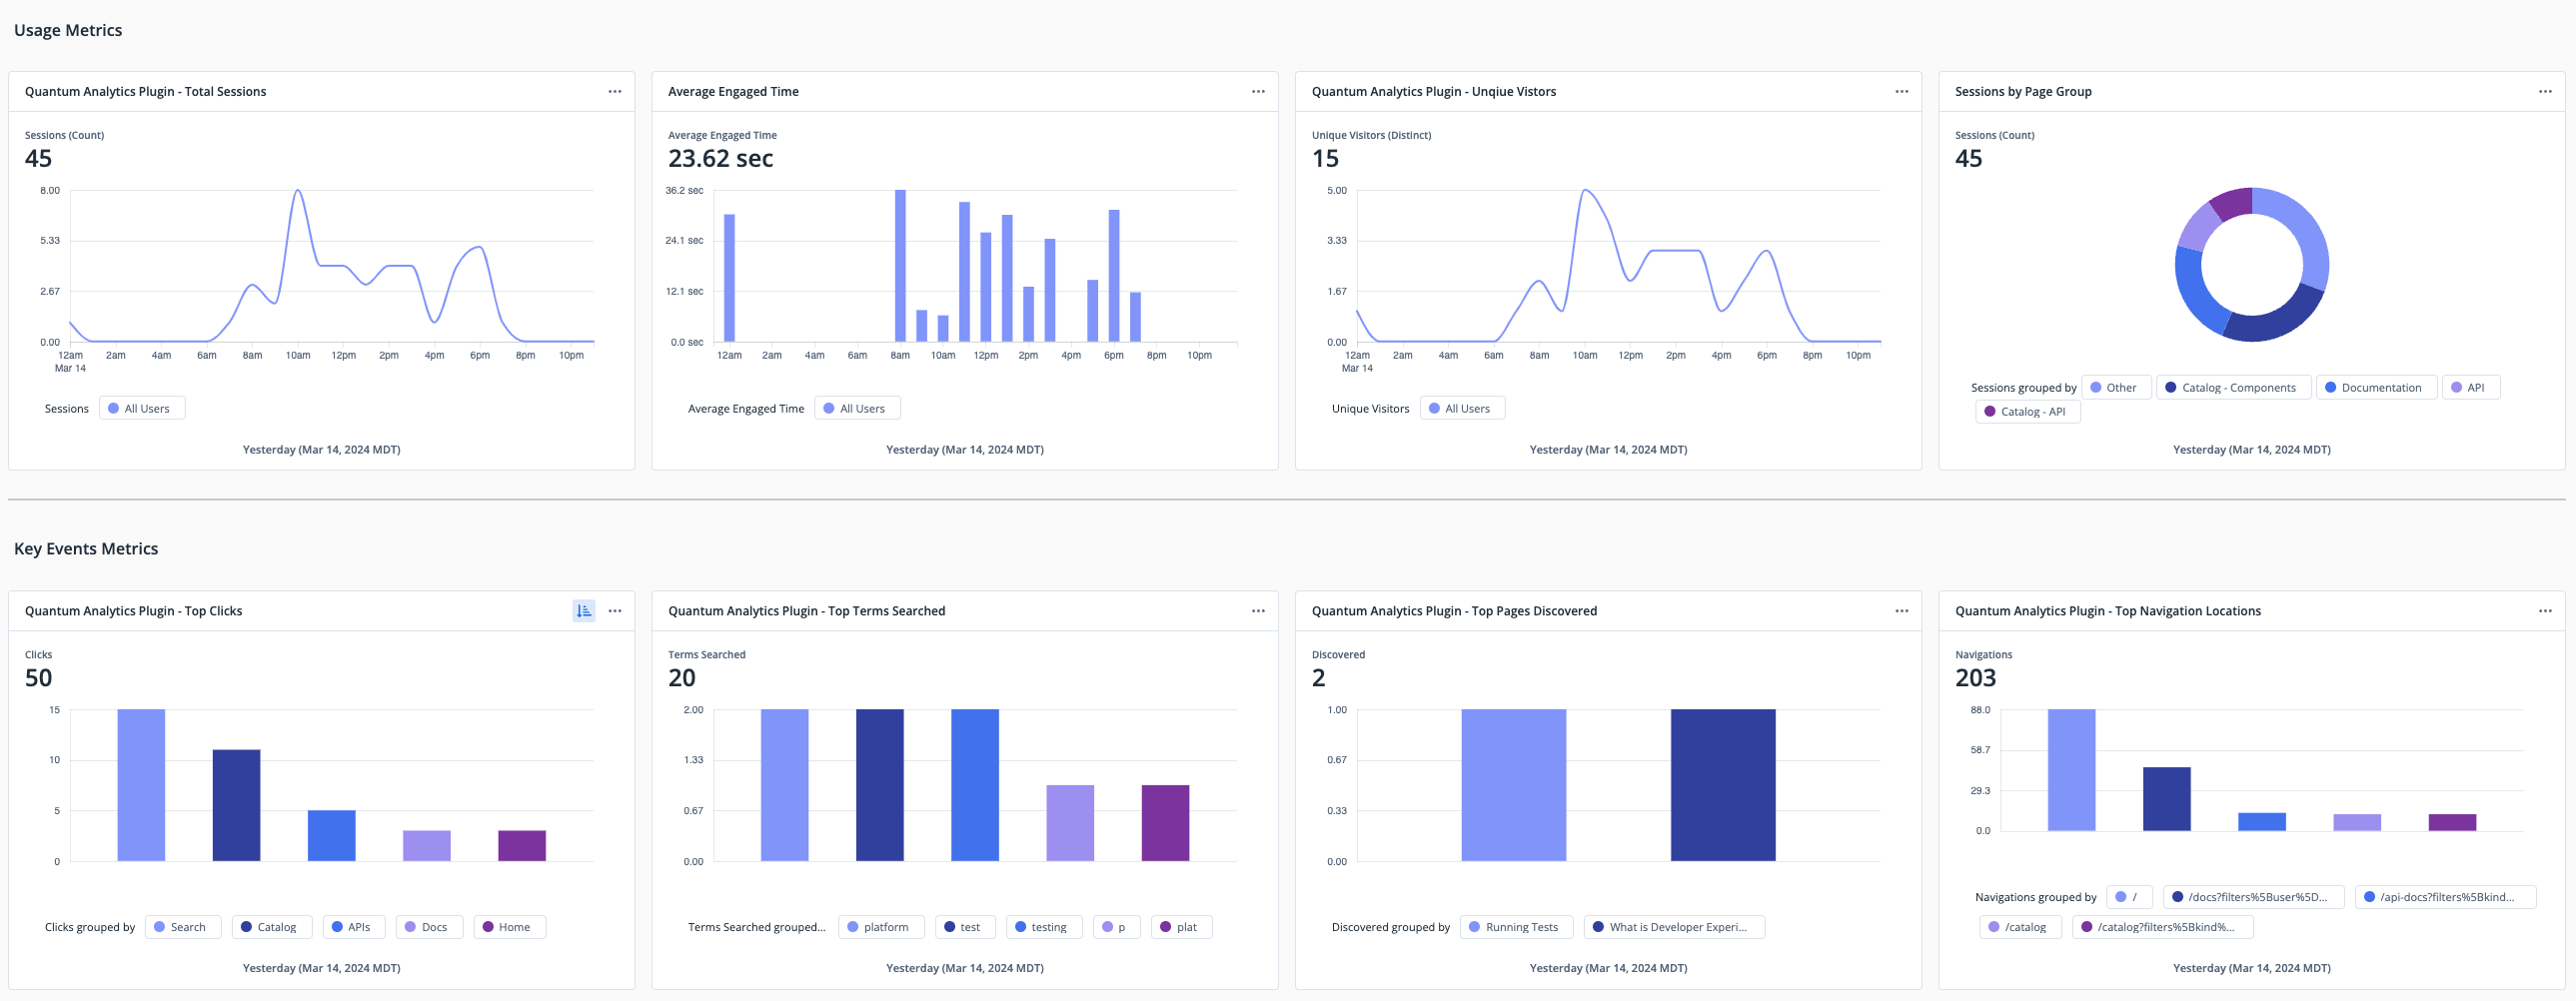 Usage Metrics
Quantum Analytics Plugin - Total Sessions
Sessions (Count)
45
8.00
5.33
2.67
0.00
12am 2am 4am 6am 8am 10am 12pm 2pm 4pm 6pm 8pm 10pm
Mar 14
Sessions All Users
Yesterday (Mar 14, 2024 MDT)
Average Engaged Time
Average Engaged Time
23.62 sec
36.2 sec
24.1 sec
12.1 sec
0.0 sec
12am 2am 4am 6am 8am 10am 12pm 2pm 4pm 6pm 8pm 10pm
Average Engaged Time All Users
Yesterday (Mar 14, 2024 MDT)
Quantum Analytics Plugin - Unqiue Vistors
Unique Visitors (Distinct)
15
5.00
3.33
1.67
0.00
12am 2am 4am 6am 8am 10am 12pm 2pm 4pm 6pm 8pm 10pm
Mar 14
Unique Visitors All Users
Yesterday (Mar 14, 2024 MDT)
Sessions by Page Group
Sessions (Count)
45
Sessions grouped by Other Catalog - Components Documentation API
Catalog - API
Yesterday (Mar 14, 2024 MDT)
Key Events Metrics
Quantum Analytics Plugin - Top Clicks
Clicks
50
15
10
5
0
Clicks grouped by Search Catalog APIs Docs Home
Yesterday (Mar 14, 2024 MDT)
Quantum Analytics Plugin - Top Terms Searched
Terms Searched
20
2.00
1.33
0.67
0.00
Terms Searched grouped... platform test testing p plat
Yesterday (Mar 14, 2024 MDT)
Quantum Analytics Plugin - Top Pages Discovered
Discovered
2
1.00
0.67
0.33
0.00
Discovered grouped by Running Tests What is Developer Experi...
Yesterday (Mar 14, 2024 MDT)
Quantum Analytics Plugin - Top Navigation Locations
Navigations
203
88.0
58.7
29.3
0.0
Navigations grouped by / /docs?filters%5Buser%5D... /api-docs?filters%5Bkind...
/catalog /catalog?filters%5Bkind%...
Yesterday (Mar 14, 2024 MDT)